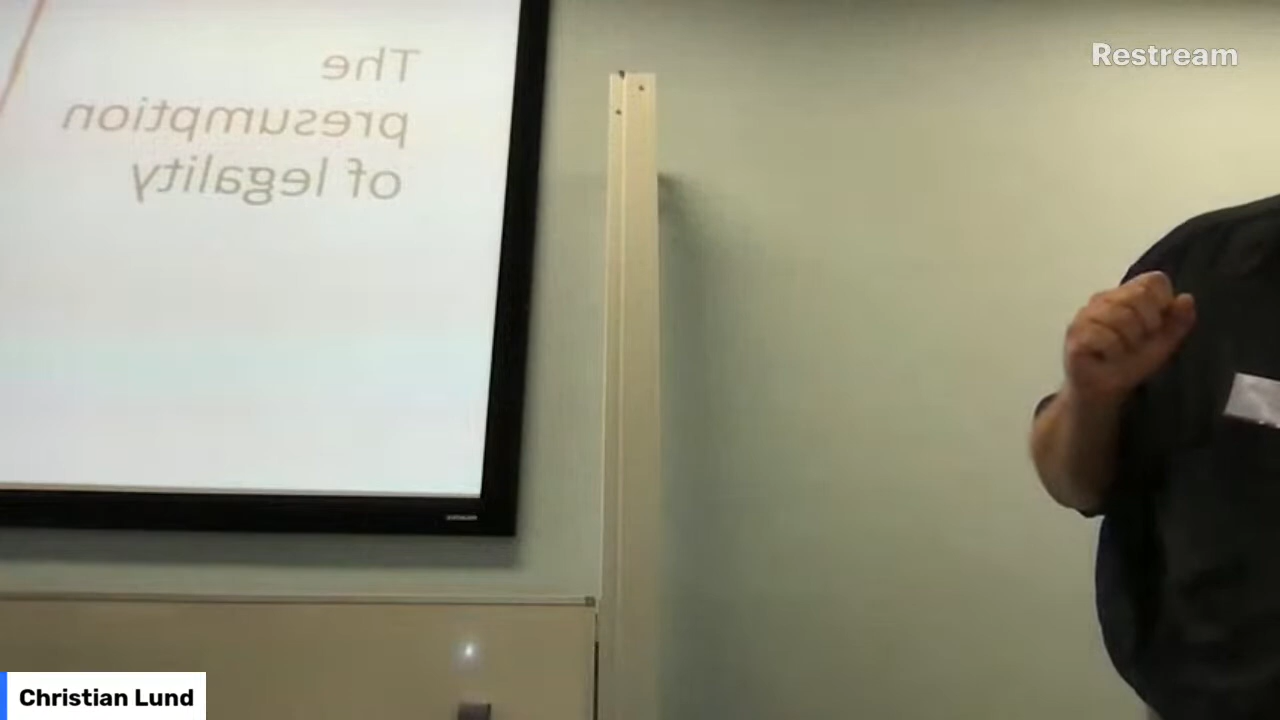 The
presumption
of legality
Restream
Christian Lund